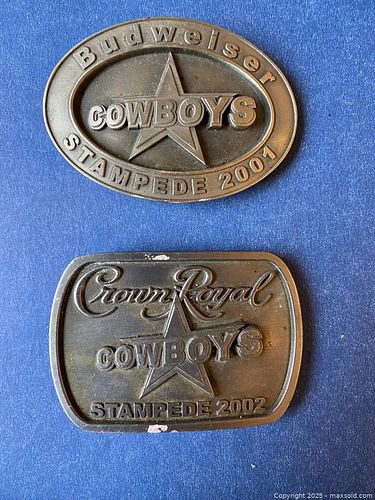 Budweiser
COWBOYS
STAMPEDE 2001
Crown Royal
COWBOYS
STAMPEDE 2002
Copyright 2025 - maxsold.com